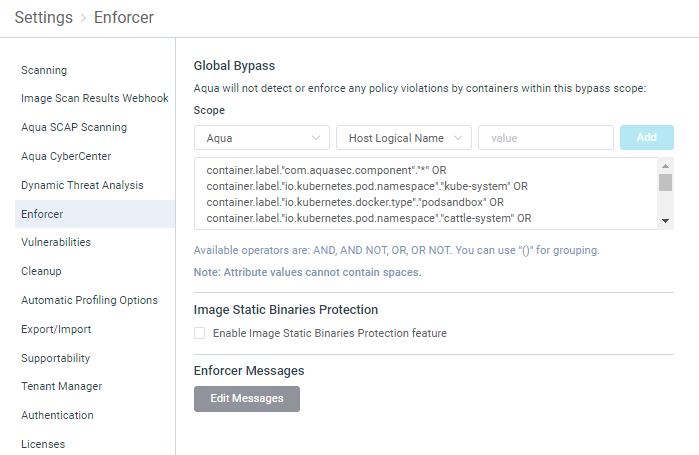 Settings > Enforcer
Scanning
Image Scan Results Webhook
Aqua SCAP Scanning
Aqua CyberCenter
Dynamic Threat Analysis
Enforcer
Vulnerabilities
Cleanup
Automatic Profiling Options
Export/Import
Supportability
Tenant Manager
Authentication
Licenses
Global Bypass
Aqua will not detect or enforce any policy violations by containers within this bypass scope:
Scope
Aqua Host Logical Name value Add
container.label."com.aquasec.component"."*" OR
container.label."io.kubernetes.pod.namespace"."kube-system" OR
container.label."io.kubernetes.docker.type"."podsandbox" OR
container.label."io.kubernetes.pod.namespace"."cattle-system" OR
Available operators are: AND, AND NOT, OR, OR NOT. You can use "()" for grouping.
Note: Attribute values cannot contain spaces.
Image Static Binaries Protection
Enable Image Static Binaries Protection feature
Enforcer Messages
Edit Messages